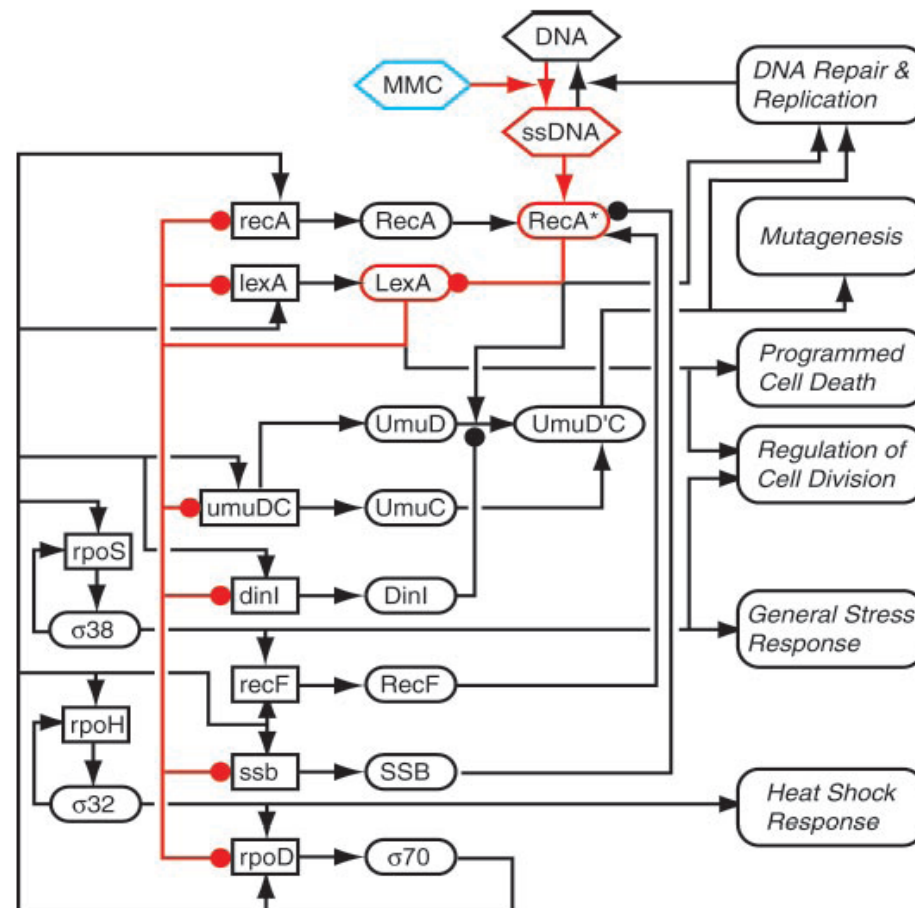 DNA
MMC
DNA Repair &
Replication
ssDNA
recA
RecA
RecA*
Mutagenesis
lexA
LexA
Programmed
Cell Death
UmuD
UmuD'C
Regulation of
Cell Division
umuDC
UmuC
rpoS
dinI
DinI
σ38
General Stress
Response
recF
RecF
rpoH
ssb
SSB
σ32
Heat Shock
Response
rpoD
σ70